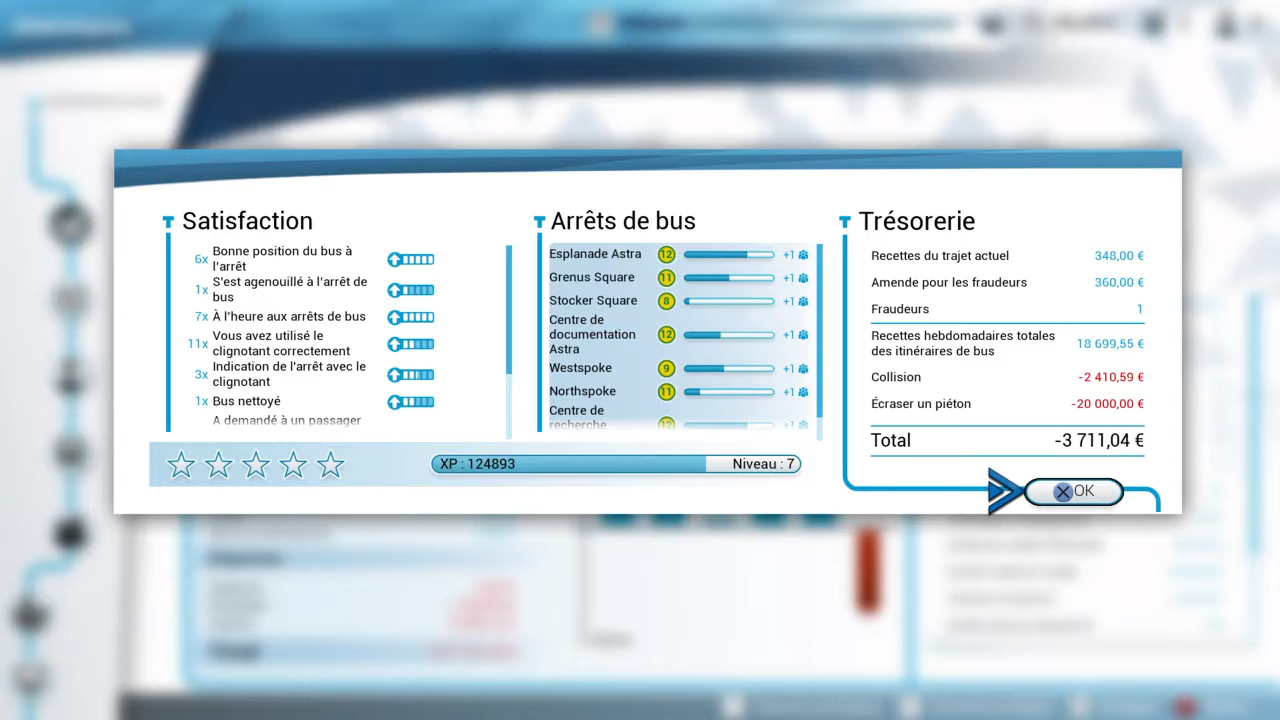 Satisfaction
6x Bonne position du bus à
l'arrêt
1x S'est agenouillé à l'arrêt de
bus
7x À l'heure aux arrêts de bus
11x Vous avez utilisé le
clignotant correctement
3x Indication de l'arrêt avec le
clignotant
1x Bus nettoyé
A demandé à un passager
Arrêts de bus
Esplanade Astra 12 +1
Grenus Square 11 +1
Stocker Square 8 +1
Centre de
documentation 12 +1
Astra
Westspoke 9 +1
Northspoke 11 +1
Centre de
recherche 12 +1
Trésorerie
Recettes du trajet actuel 348,00 €
Amende pour les fraudeurs 360,00 €
Fraudeurs 1
Recettes hebdomadaires totales
des itinéraires de bus 18 699,55 €
Collision -2 410,59 €
Écraser un piéton -20 000,00 €
Total -3 711,04 €
XP : 124893 Niveau : 7
OK